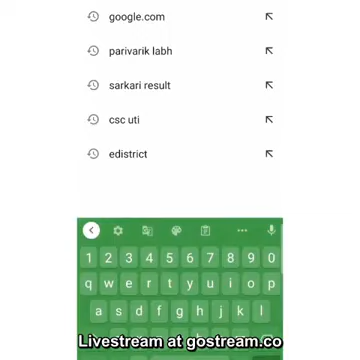 google.com
parivarik labh
sarkari result
csc uti
edistrict
1 2 3 4 5 6 7 8 9 0
q w e r t y u i o p
a s d f g h j k l
Livestream at gostream.co